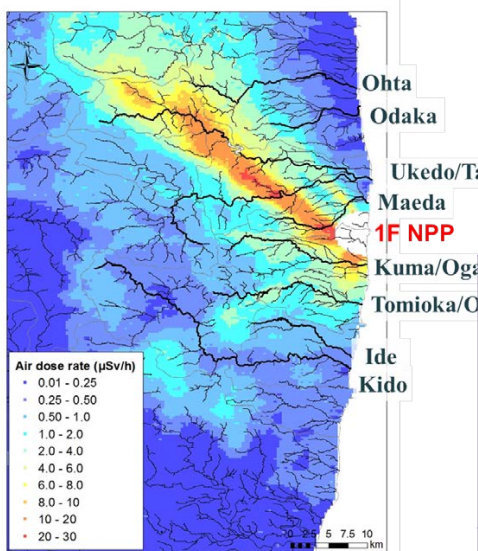 Ohta
Odaka
Ukedo/Ta
Maeda
1F NPP
Kuma/Oga
Tomioka/O
Ide
Kido
Air dose rate (µSv/h)
0.01 - 0.25
0.25 - 0.50
0.50 - 1.0
1.0 - 2.0
2.0 - 4.0
4.0 - 6.0
6.0 - 8.0
8.0 - 10
10 - 20
20 - 30
0 2.5 5 7.5 10
km